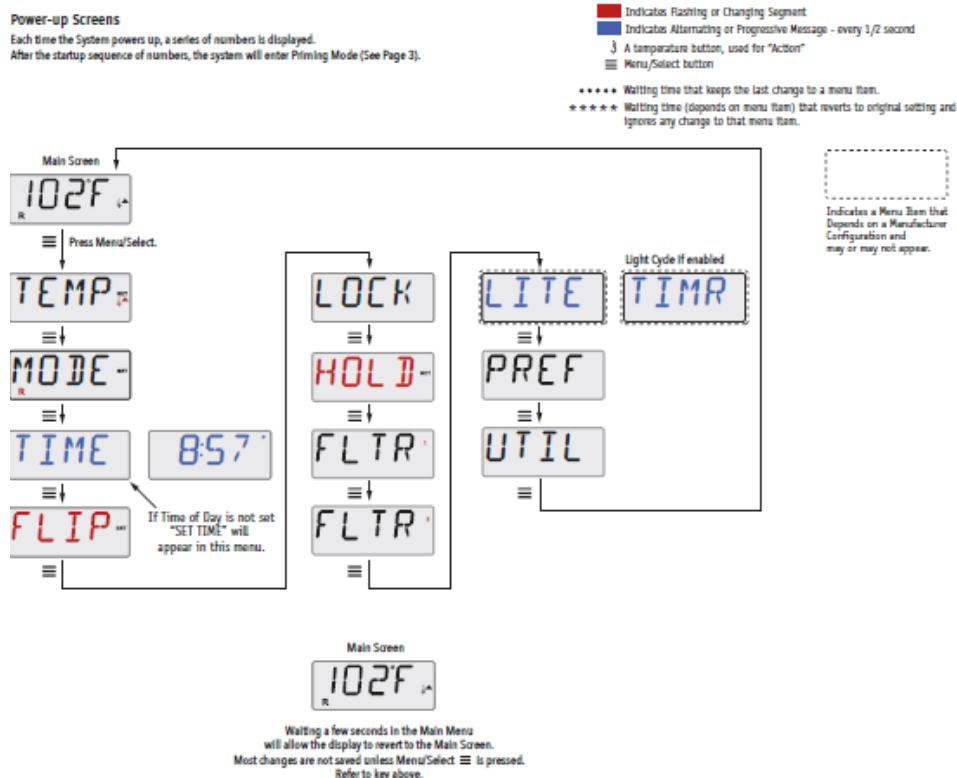 Power-up Screens
Each time the System powers up, a series of numbers is displayed.
After the startup sequence of numbers, the system will enter Priming Mode (See Page 3).
Indicates Flashing or Changing Segment
Indicates Alternating or Progressive Message - every 1/2 second
A temperature button, used for "Action"
≡ Menu/Select button
••••• Waiting time that keeps the last change to a menu item.
***** Waiting time (depends on menu item) that reverts to original setting and
ignores any change to that menu item.
Indicates a Menu Item that
Depends on a Manufacturer
Configuration and
may or may not appear.
Main Screen
102°F
R
≡ Press Menu/Select.
TEMP
MODE
R
TIME
8:57
FLIP
If Time of Day is not set
"SET TIME" will
appear in this menu.
LOCK
HOLD
FLTR
FLTR
LITE
Light Cycle If enabled
TIMR
PREF
UTIL
Main Screen
102°F
R
Waiting a few seconds in the Main Menu
will allow the display to revert to the Main Screen.
Most changes are not saved unless Menu/Select ≡ is pressed.
Refer to key above.